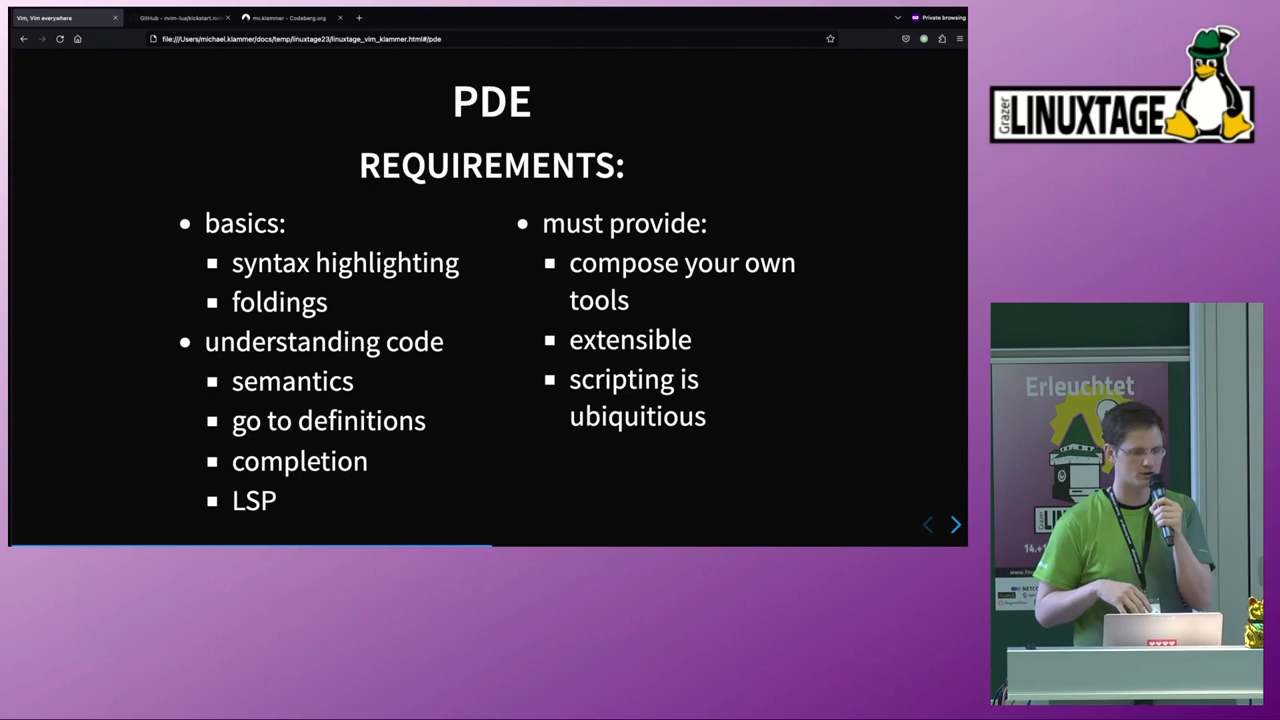 Vim, Vim everywhere
GitHub - nvim-lua/kickstart.nvi
mv.klammer - Codeberg.org
Private browsing
file:///Users/michael.klammer/docs/temp/linuxtage23/linuxtage_vim_klammer.html#/pde
PDE
REQUIREMENTS:
basics:
syntax highlighting
foldings
understanding code
semantics
go to definitions
completion
LSP
must provide:
compose your own
tools
extensible
scripting is
ubiquitious
Grazer
LINUXTAGE
Erleuchtet